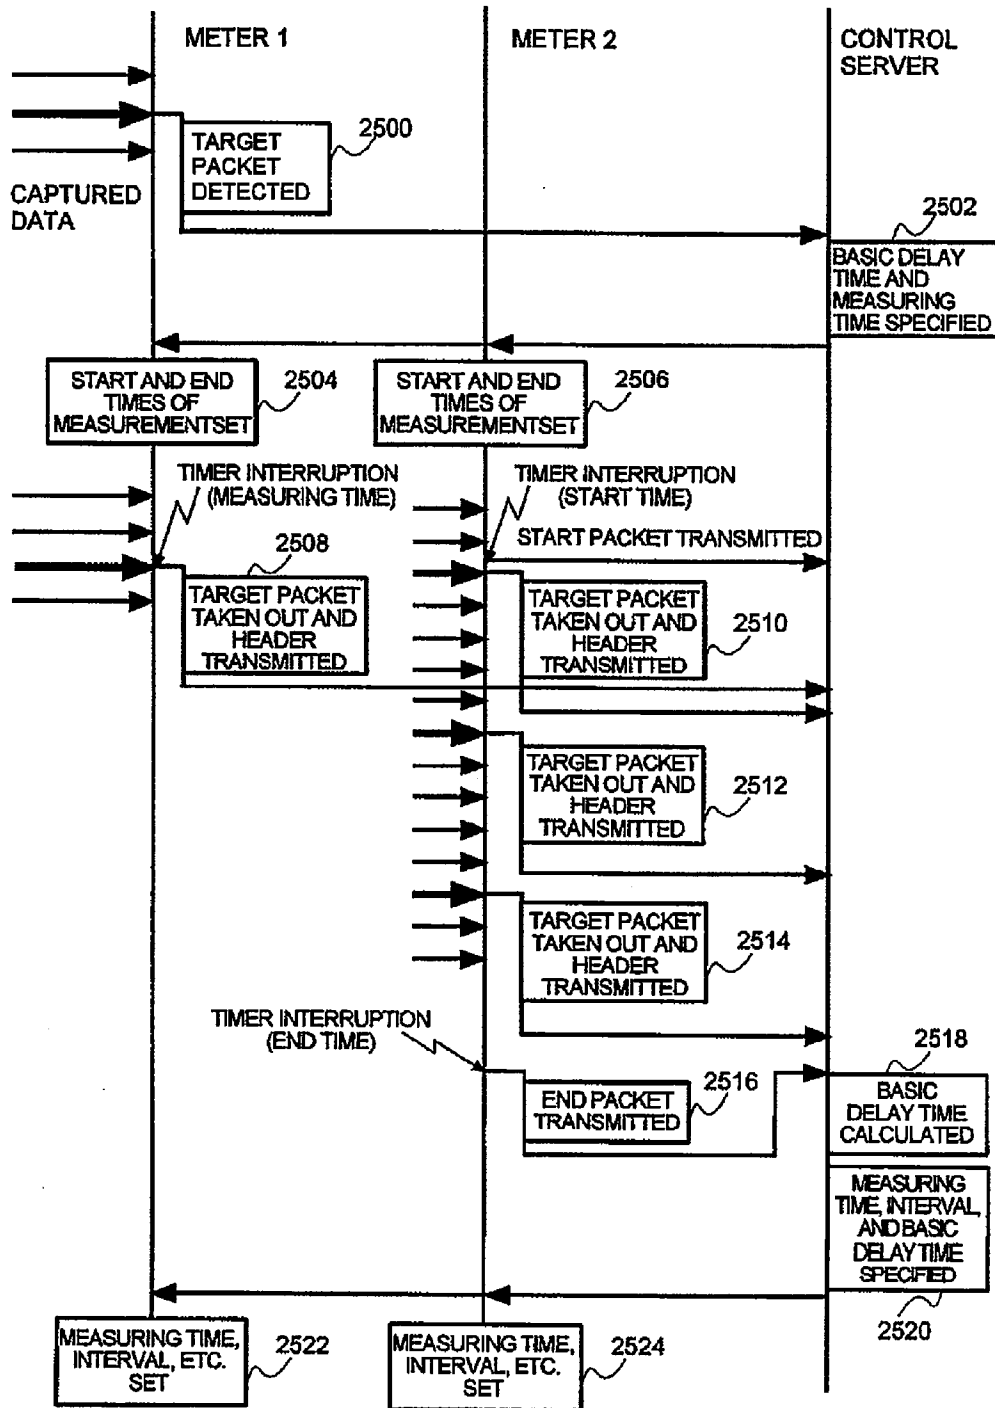 METER 1
METER 2
CONTROL
SERVER
2500
TARGET
PACKET
DETECTED
CAPTURED
DATA
2502
BASIC DELAY
TIME AND
MEASURING
TIME SPECIFIED
START AND END
TIMES OF
MEASUREMENTSET
2504
START AND END
TIMES OF
MEASUREMENTSET
2506
TIMER INTERRUPTION
(MEASURING TIME)
TIMER INTERRUPTION
(START TIME)
START PACKET TRANSMITTED
2508
TARGET PACKET
TAKEN OUT AND
HEADER
TRANSMITTED
TARGET PACKET
TAKEN OUT AND
HEADER
TRANSMITTED
2510
TARGET PACKET
TAKEN OUT AND
HEADER
TRANSMITTED
2512
TARGET PACKET
TAKEN OUT AND
HEADER
TRANSMITTED
2514
TIMER INTERRUPTION
(END TIME)
END PACKET
TRANSMITTED
2516
2518
BASIC
DELAY TIME
CALCULATED
MEASURING
TIME, INTERVAL,
AND BASIC
DELAY TIME
SPECIFIED
2520
MEASURING TIME,
INTERVAL, ETC.
SET
2522
MEASURING TIME,
INTERVAL, ETC.
SET
2524